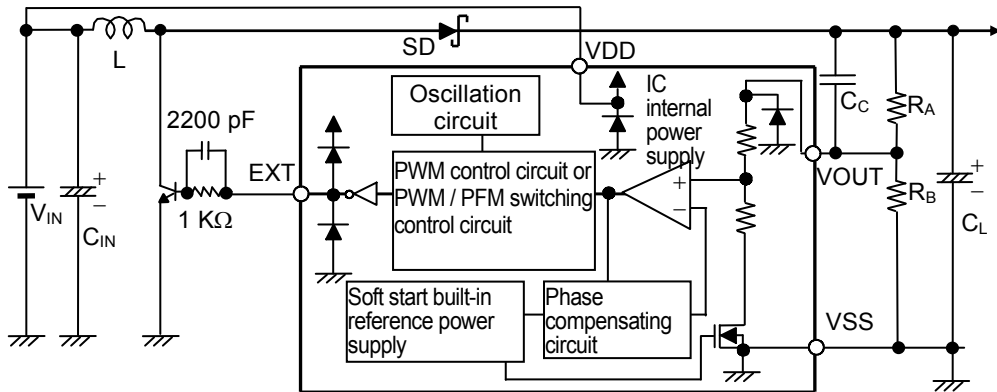 L
SD
VDD
IC
internal
power
supply
Oscillation
circuit
2200 pF
EXT
1 KΩ
PWM control circuit or
PWM / PFM switching
control circuit
+
−
CC
RA
VOUT
RB
VIN
+
−
CIN
+
−
CL
Soft start built-in
reference power
supply
Phase
compensating
circuit
VSS